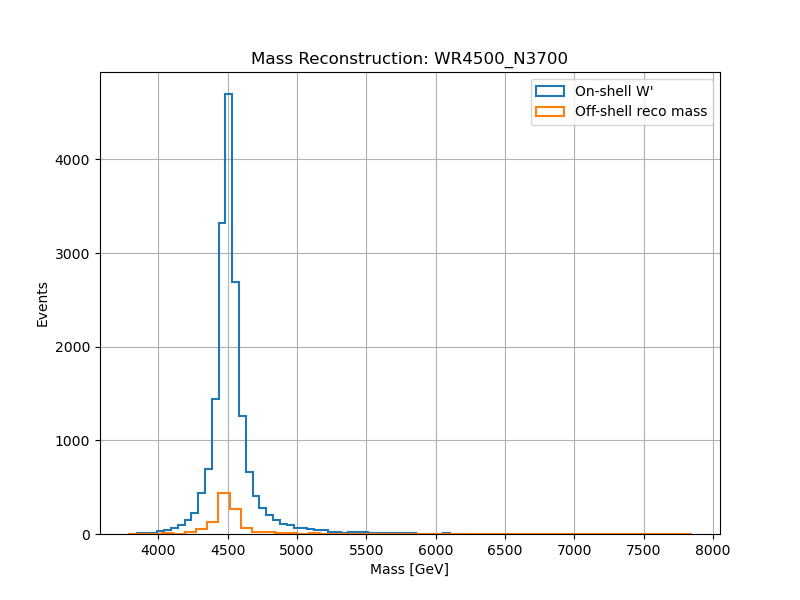 Mass Reconstruction: WR4500_N3700
On-shell W'
Off-shell reco mass
4000
3000
2000
1000
0
Events
4000 4500 5000 5500 6000 6500 7000 7500 8000
Mass [GeV]